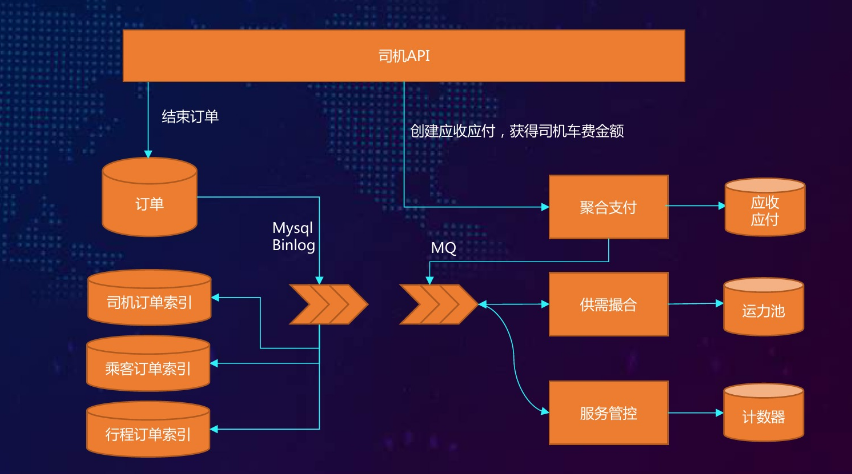 司机API
结束订单
创建应收应付，获得司机车费金额
订单
聚合支付
应收
应付
Mysql
Binlog
MQ
司机订单索引
供需撮合
运力池
乘客订单索引
服务管控
计数器
行程订单索引